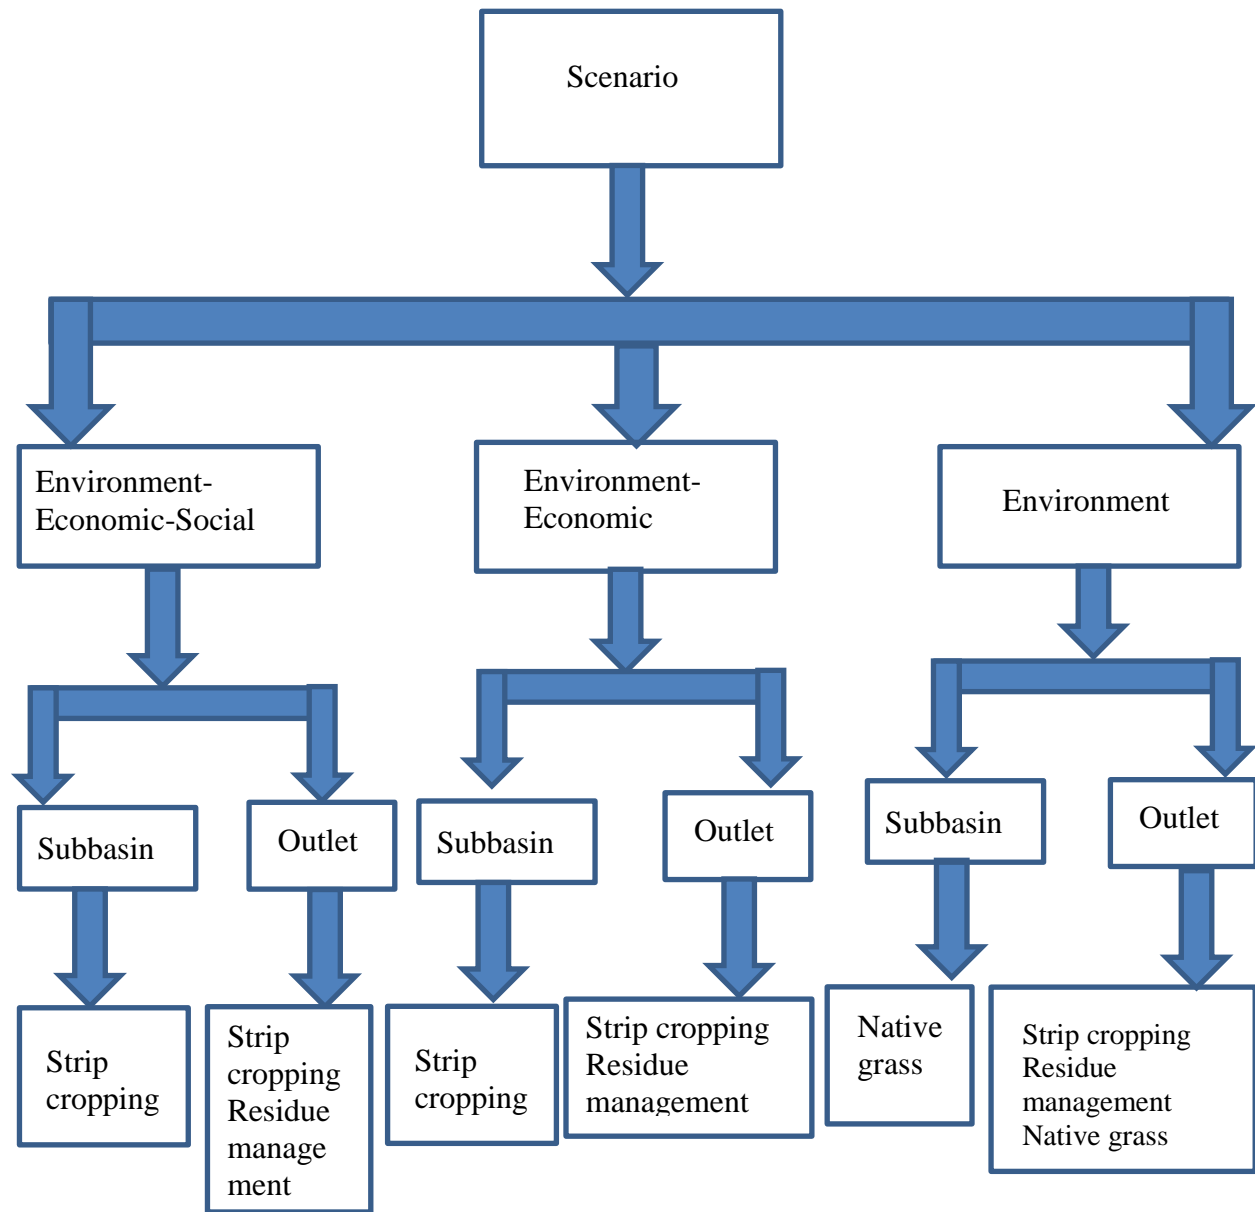 Scenario
Environment-
Economic-Social
Environment-
Economic
Environment
Subbasin
Outlet
Subbasin
Outlet
Subbasin
Outlet
Strip
cropping
Strip
cropping
Residue
manage
ment
Strip
cropping
Strip cropping
Residue
management
Native
grass
Strip cropping
Residue
management
Native grass